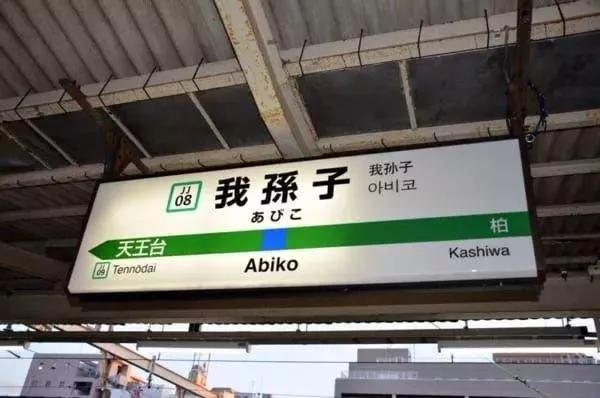 JJ
08
我孫子
あびこ
我孙子
아비코
天王台
柏
JJ
09
Tennōdai
Abiko
Kashiwa